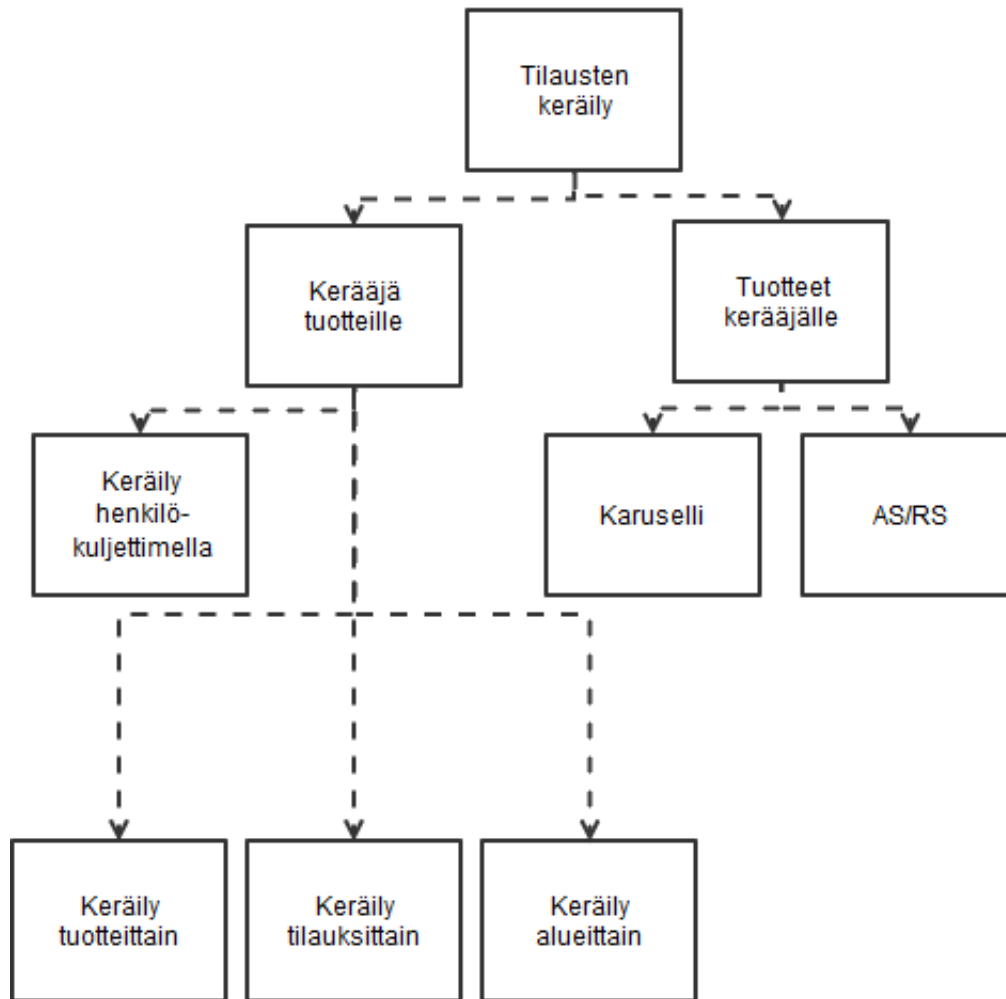 Tilausten
keräily
Kerääjä
tuotteille
Tuotteet
kerääjälle
Keräily
henkilö-
kuljettimella
Karuselli
AS/RS
Keräily
tuotteittain
Keräily
tilauksittain
Keräily
alueittain